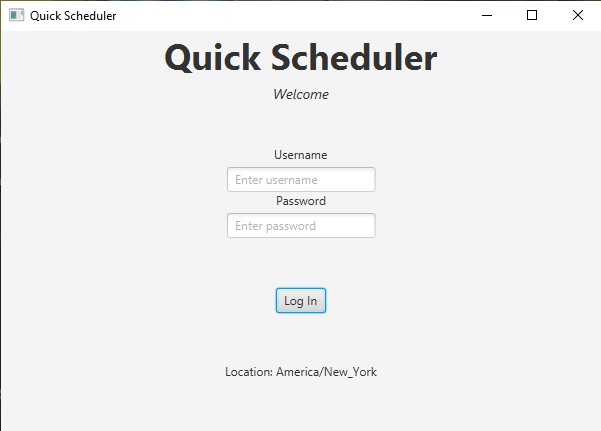 Quick Scheduler
Quick Scheduler
Welcome
Username
Enter username
Password
Enter password
Log In
Location: America/New_York